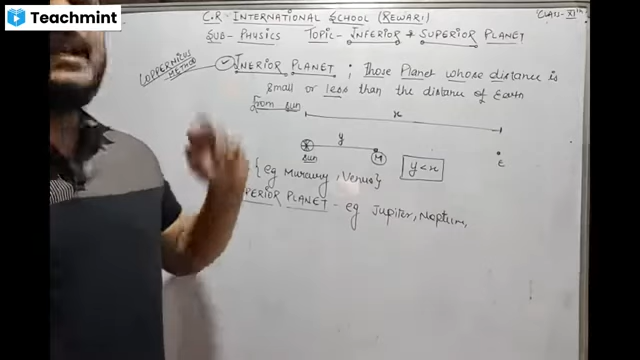 Teachmint
C.R. INTERNATIONAL SCHOOL (REWARI)
CLASS-XIth
SUB- PHYSICS TOPIC- INFERIOR & SUPERIOR PLANET
COPPERNICUS METHOD
INERIOR PLANET ; Those Planet whose distance is
small or less than the distance of Earth
from sun
x
y
sun
M
E
y<x
{eg Mercury, Venus}
PERIOR PLANET - eg Jupiter, Neptum,